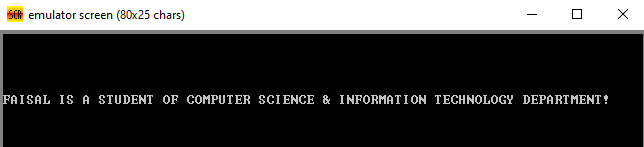 emulator screen (80x25 chars)
FAISAL IS A STUDENT OF COMPUTER SCIENCE & INFORMATION TECHNOLOGY DEPARTMENT!